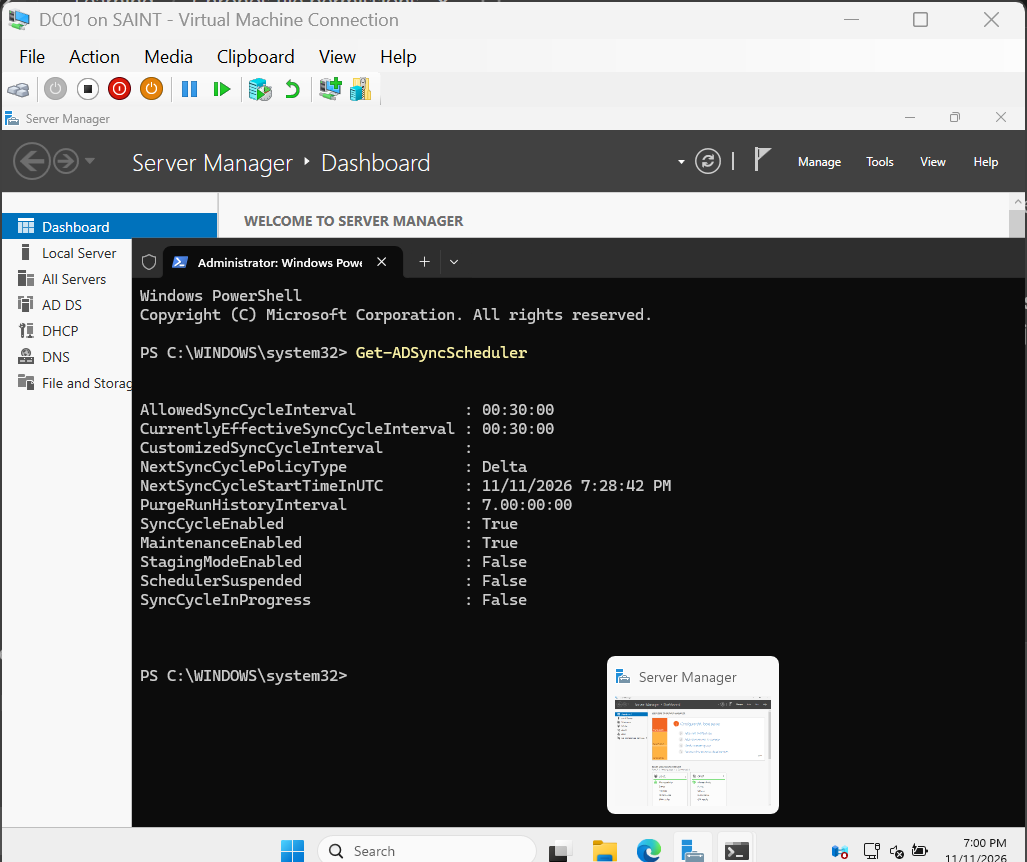 DC01 on SAINT - Virtual Machine Connection
File Action Media Clipboard View Help
Server Manager
Server Manager Dashboard
Manage Tools View Help
Dashboard
WELCOME TO SERVER MANAGER
Local Server
All Servers
AD DS
DHCP
DNS
File and Storag
Administrator: Windows Powe
Windows PowerShell
Copyright (C) Microsoft Corporation. All rights reserved.
PS C:\WINDOWS\system32> Get-ADSyncScheduler
AllowedSyncCycleInterval : 00:30:00
CurrentlyEffectiveSyncCycleInterval : 00:30:00
CustomizedSyncCycleInterval :
NextSyncCyclePolicyType : Delta
NextSyncCycleStartTimeInUTC : 11/11/2026 7:28:42 PM
PurgeRunHistoryInterval : 7.00:00:00
SyncCycleEnabled : True
MaintenanceEnabled : True
StagingModeEnabled : False
SchedulerSuspended : False
SyncCycleInProgress : False
PS C:\WINDOWS\system32>
Server Manager
Search
7:00 PM
11/11/2026